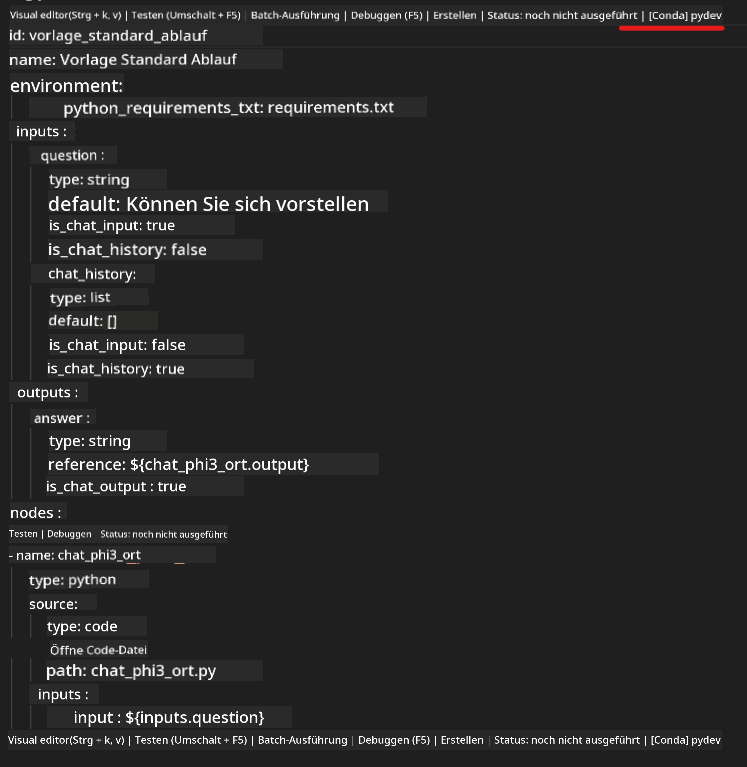 Visual editor(Strg + k, v) | Testen (Umschalt + F5) | Batch-Ausführung | Debuggen (F5) | Erstellen | Status: noch nicht ausgeführt | [Conda] pydev
id: vorlage_standard_ablauf
name: Vorlage Standard Ablauf
environment:
python_requirements_txt: requirements.txt
inputs :
question :
type: string
default: Können Sie sich vorstellen
is_chat_input: true
is_chat_history: false
chat_history:
type: list
default: []
is_chat_input: false
is_chat_history: true
outputs :
answer :
type: string
reference: ${chat_phi3_ort.output}
is_chat_output : true
nodes :
Testen | Debuggen Status: noch nicht ausgeführt
- name: chat_phi3_ort
type: python
source:
type: code
Öffne Code-Datei
path: chat_phi3_ort.py
inputs :
input : ${inputs.question}
Visual editor(Strg + k, v) | Testen (Umschalt + F5) | Batch-Ausführung | Debuggen (F5) | Erstellen | Status: noch nicht ausgeführt | [Conda] pydev